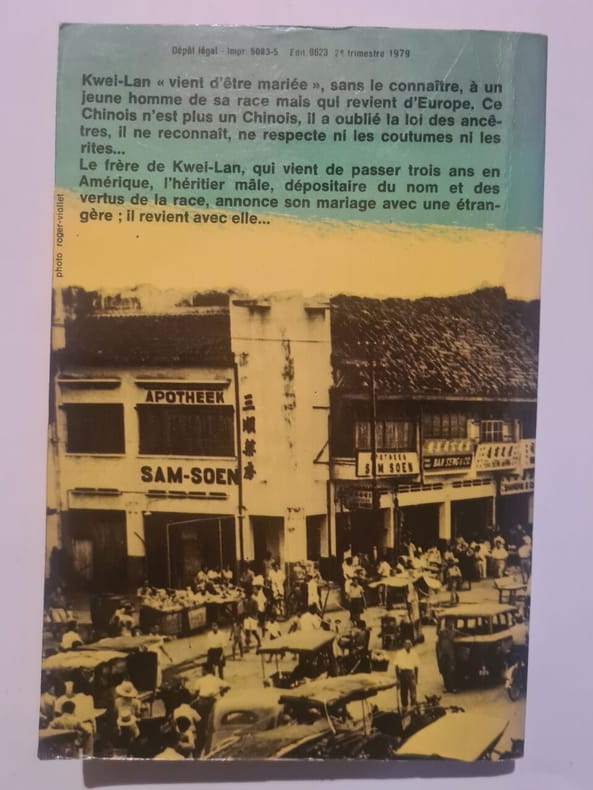 Dépôt légal - Impr. 5083-5 Edit 8623 2e trimestre 1979
Kwei-Lan « vient d'être mariée », sans le connaître, à un
jeune homme de sa race mais qui revient d'Europe. Ce
Chinois n'est plus un Chinois, il a oublié la loi des ancê-
tres, il ne reconnaît, ne respecte ni les coutumes ni les
rites...
Le frère de Kwei-Lan, qui vient de passer trois ans en
Amérique, l'héritier mâle, dépositaire du nom et des
vertus de la race, annonce son mariage avec une étran-
gère ; il revient avec elle...
photo roger-viollet
APOTHEEK
SAM-SOEN
三順藥房
APOTHEEK
SAM SOEN
BAN SENG & CO.